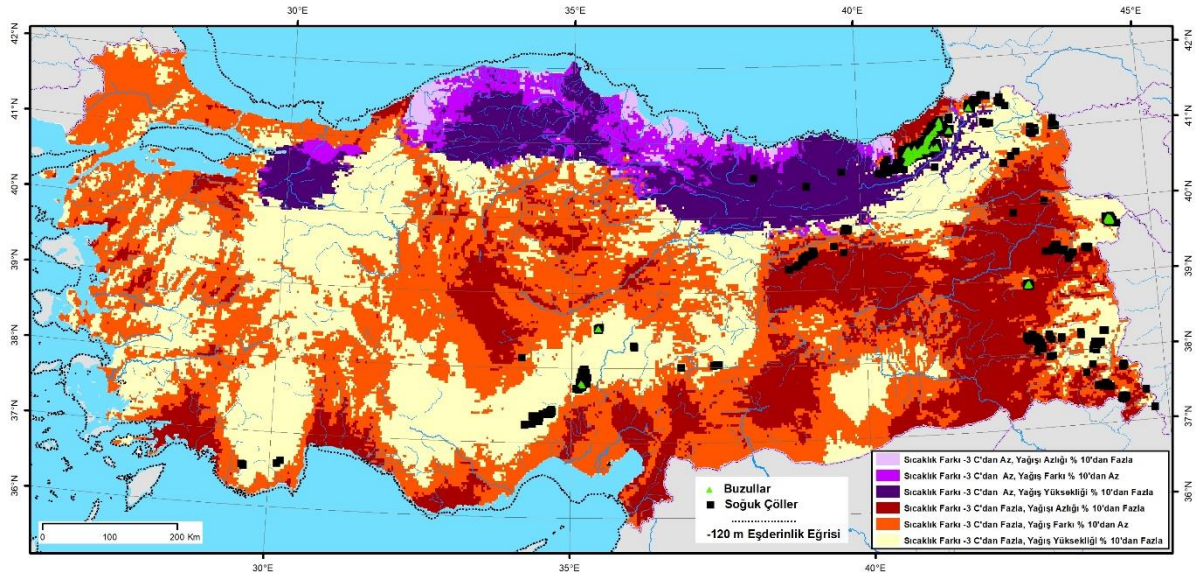 30°E
35°E
40°E
45°E
42°N
41°N
40°N
39°N
38°N
37°N
36°N
42°N
41°N
40°N
39°N
38°N
37°N
36°N
Buzullar
Soğuk Çöller
-120 m Eşderinlik Eğrisi
Sıcaklık Farkı -3 C'dan Az, Yağışı Azlığı % 10'dan Fazla
Sıcaklık Farkı -3 C'dan Az, Yağış Farkı % 10'dan Az
Sıcaklık Farkı -3 C'dan Az, Yağış Yüksekliği % 10'dan Fazla
Sıcaklık Farkı -3 C'dan Fazla, Yağışı Azlığı % 10'dan Fazla
Sıcaklık Farkı -3 C'dan Fazla, Yağış Farkı % 10'dan Az
Sıcaklık Farkı -3 C'dan Fazla, Yağış Yüksekliği % 10'dan Fazla
0 100 200 Km
30°E
35°E
40°E